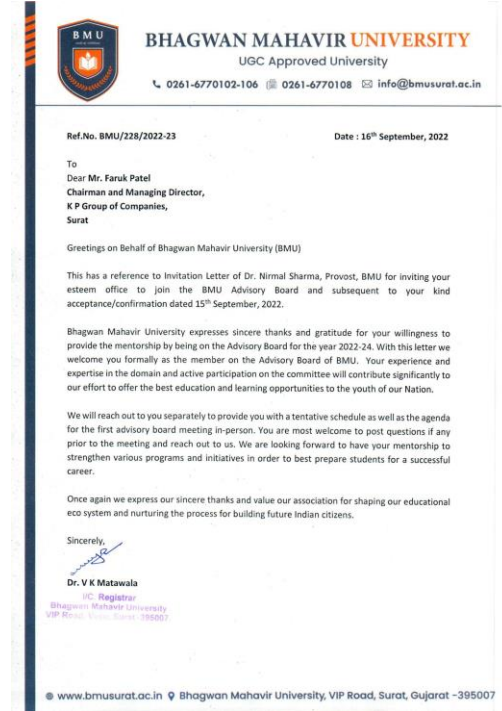 BMU
BHAGWAN MAHAVIR UNIVERSITY
UGC Approved University
0261-6770102-106 0261-6770108 info@bmusurat.ac.in
Ref.No. BMU/228/2022-23 Date : 16th September, 2022
To
Dear Mr. Faruk Patel
Chairman and Managing Director,
K P Group of Companies,
Surat
Greetings on Behalf of Bhagwan Mahavir University (BMU)
This has a reference to Invitation Letter of Dr. Nirmal Sharma, Provost, BMU for inviting your
esteem office to join the BMU Advisory Board and subsequent to your kind
acceptance/confirmation dated 15th September, 2022.
Bhagwan Mahavir University expresses sincere thanks and gratitude for your willingness to
provide the mentorship by being on the Advisory Board for the year 2022-24. With this letter we
welcome you formally as the member on the Advisory Board of BMU. Your experience and
expertise in the domain and active participation on the committee will contribute significantly to
our effort to offer the best education and learning opportunities to the youth of our Nation.
We will reach out to you separately to provide you with a tentative schedule as well as the agenda
for the first advisory board meeting in-person. You are most welcome to post questions if any
prior to the meeting and reach out to us. We are looking forward to have your mentorship to
strengthen various programs and initiatives in order to best prepare students for a successful
career.
Once again we express our sincere thanks and value our association for shaping our educational
eco system and nurturing the process for building future Indian citizens.
Sincerely,
Dr. V K Matawala
I/C. Registrar
Bhagwan Mahavir University
VIP Road, Surat -395007
www.bmusurat.ac.in Bhagwan Mahavir University, VIP Road, Surat, Gujarat -395007